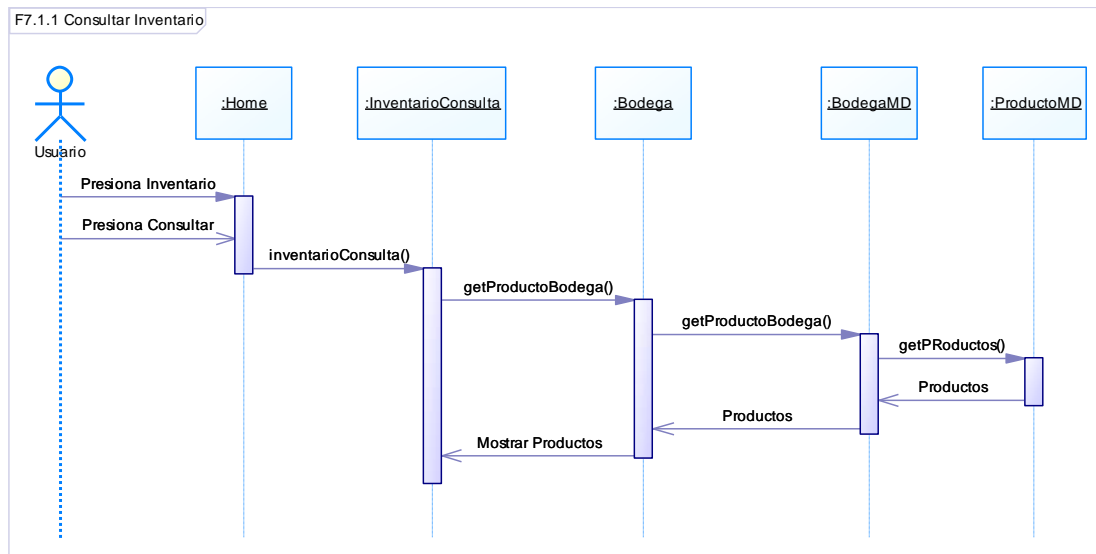 F7.1.1 Consultar Inventario
:Home
:InventarioConsulta
:Bodega
:BodegaMD
:ProductoMD
Usuario
Presiona Inventario
Presiona Consultar
inventarioConsulta()
getProductoBodega()
getProductoBodega()
getPRoductos()
Productos
Productos
Mostrar Productos